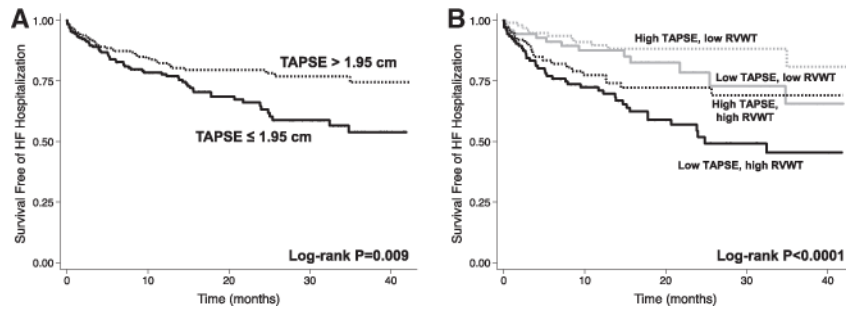 A
Survival Free of HF Hospitalization
1.00
0.75
0.50
0.25
0.00
TAPSE > 1.95 cm
TAPSE ≤ 1.95 cm
Log-rank P=0.009
0 10 20 30 40
Time (months)
B
Survival Free of HF Hospitalization
1.00
0.75
0.50
0.25
0.00
High TAPSE, low RVWT
Low TAPSE, low RVWT
High TAPSE,
high RVWT
Low TAPSE, high RVWT
Log-rank P<0.0001
0 10 20 30 40
Time (months)